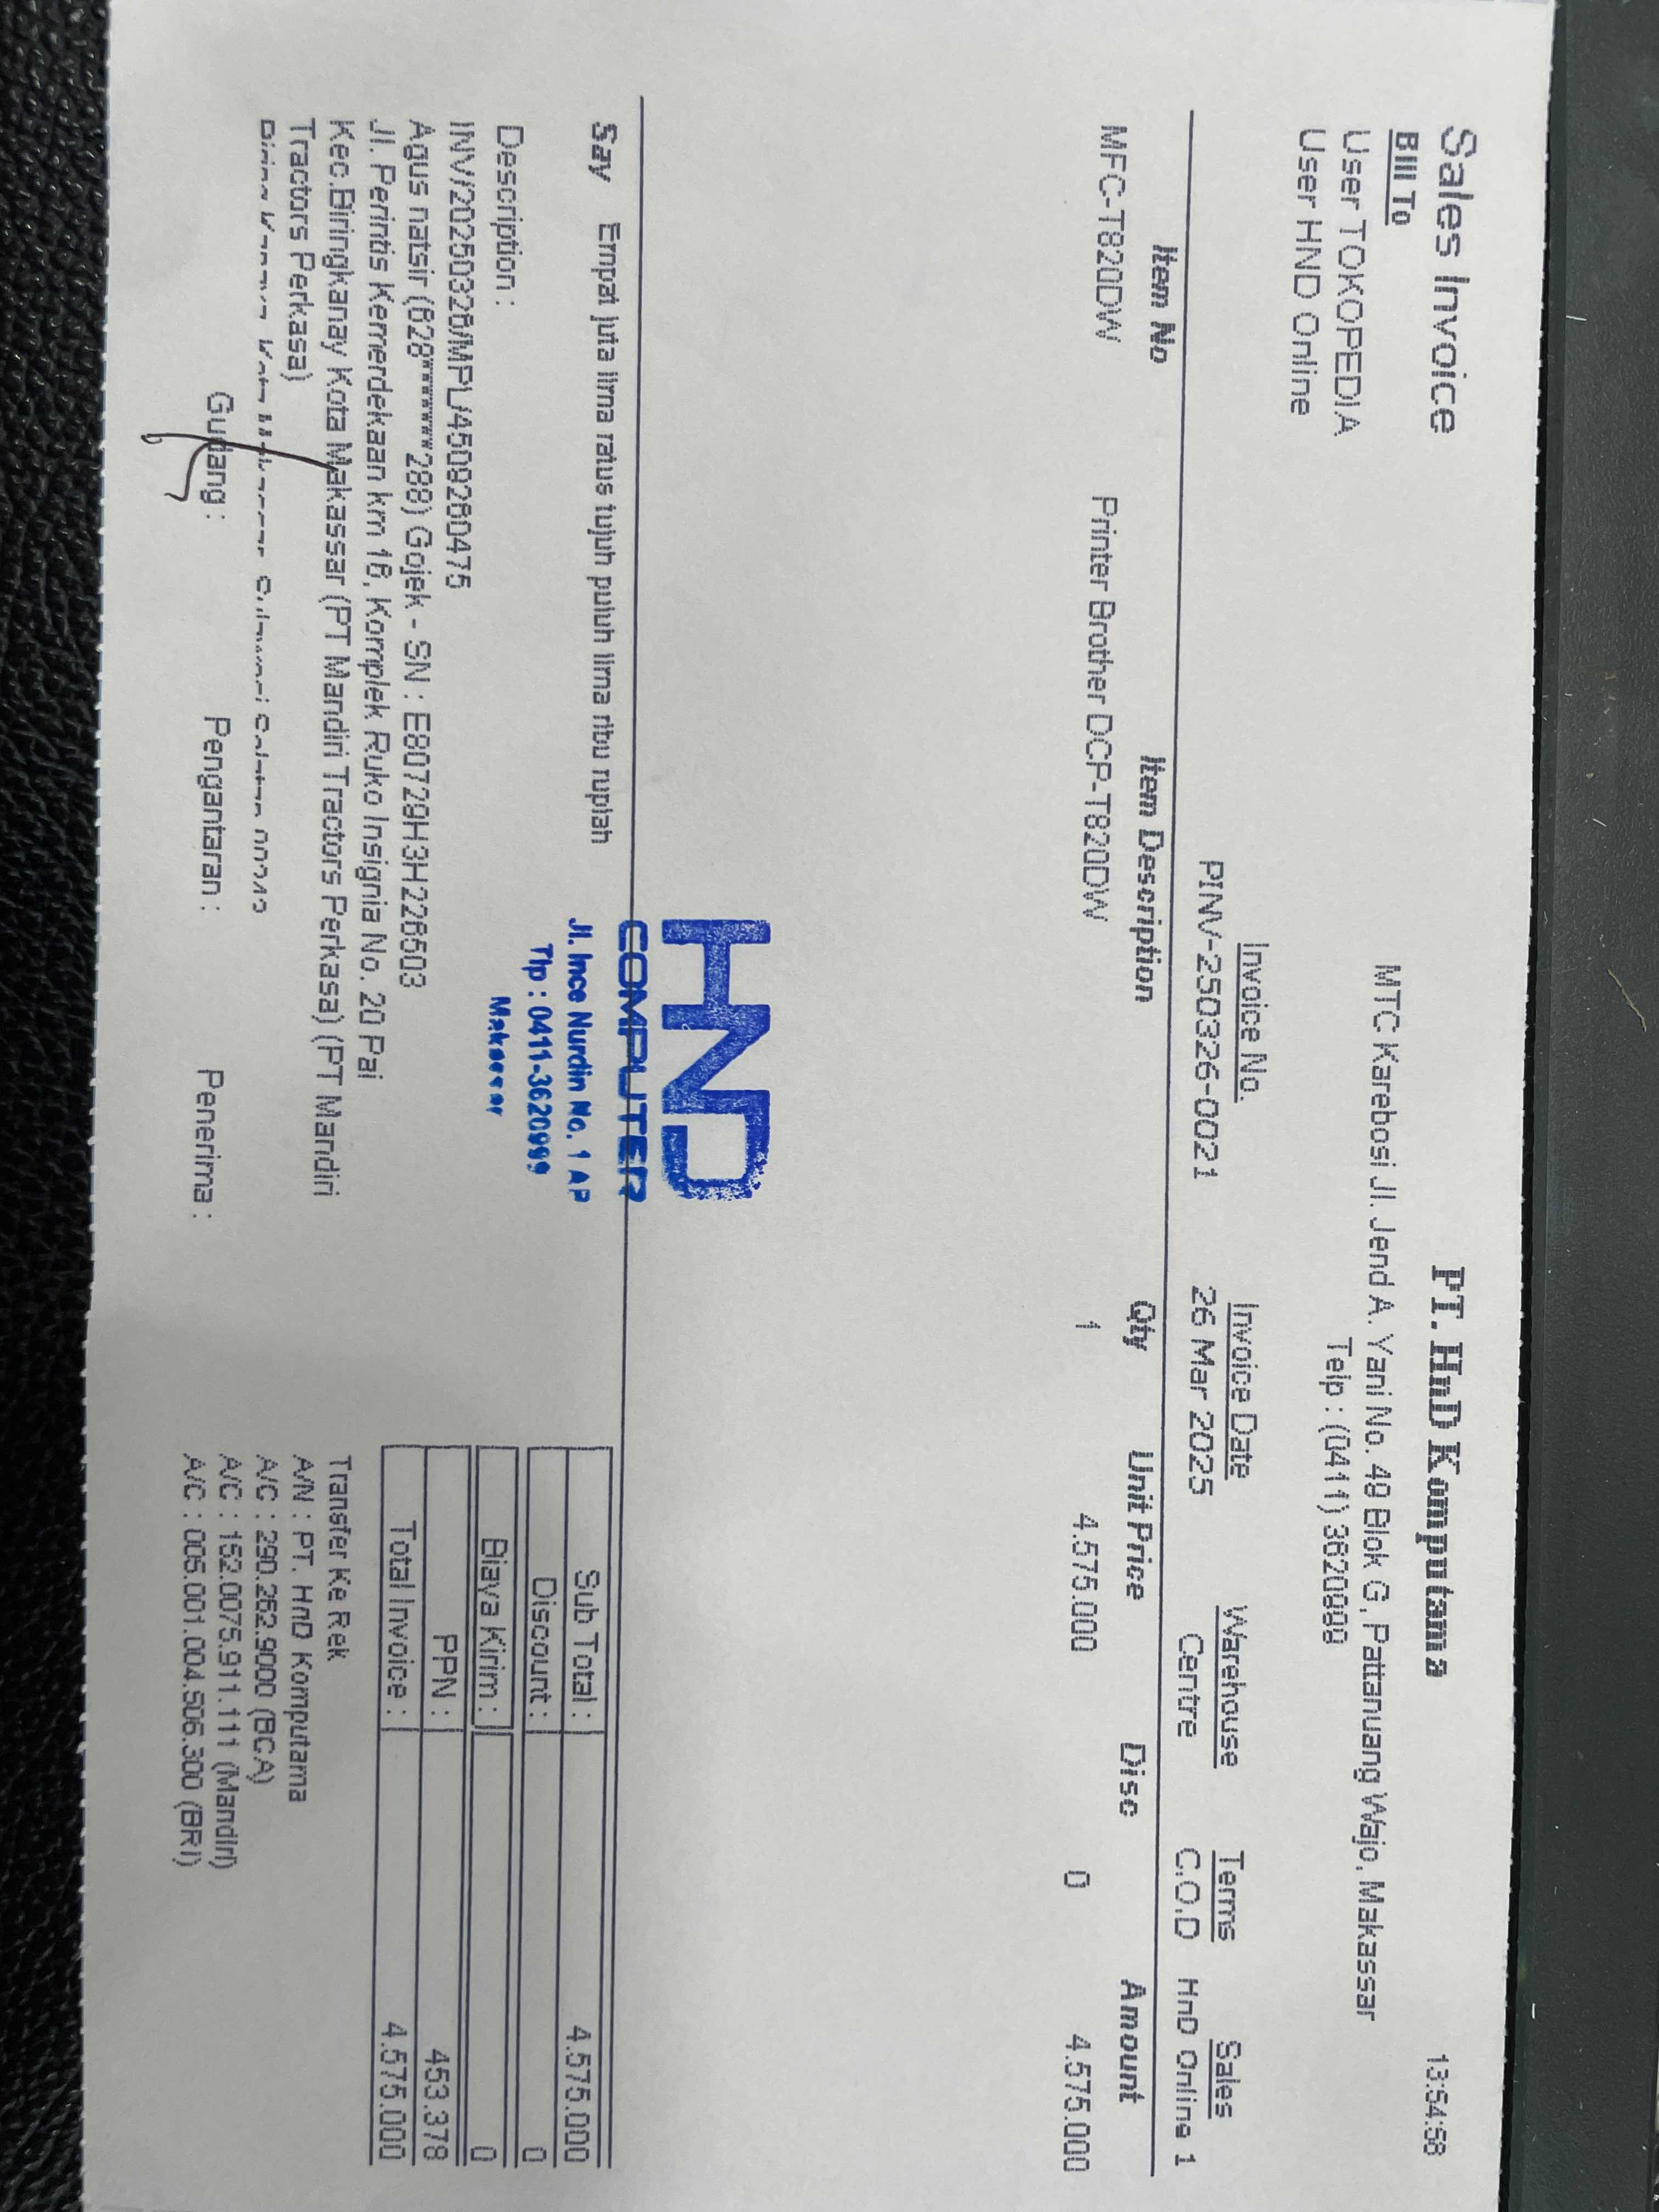 Sales Invoice
PT. HnD Komputama
13:54:58
Bill To
User TOKOPEDIA
User HND Online
MTC Karebosi Jl. Jend A. Yani No. 49 Blok G, Pattanuang Wajo, Makassar
Telp : (0411) 3620999
Invoice No. Invoice Date Warehouse Terms Sales
PINV-250326-0021 26 Mar 2025 Centre C.O.D HnD Online 1
Item No Item Description Qty Unit Price Disc Amount
MFC-T820DW Printer Brother DCP-T820DW 1 4.575.000 0 4.575.000
HND
COMPUTER
Jl. Ince Nurdin No. 1 AP
Tlp : 0411-3620999
Makassar
Say Empat juta lima ratus tujuh puluh lima ribu rupiah
Sub Total : 4.575.000
Discount : 0
Biaya Kirim : 0
PPN : 453.378
Total Invoice : 4.575.000
Description :
INV/20250326/MPL/4509280475
Agus natsir (628******288) Gojek - SN : E80729H3H226503
Jl. Perintis Kemerdekaan km 16, Komplek Ruko Insignia No. 20 Pai
Kec.Biringkanay Kota Makassar (PT Mandiri Tractors Perkasa) (PT Mandiri
Tractors Perkasa)
Transfer Ke Rek
A/N : PT. HnD Komputama
A/C : 290.262.9000 (BCA)
A/C : 152.0075.911.111 (Mandiri)
A/C : 005.001.004.506.300 (BRI)
Gudang : Pengantaran : Penerima :